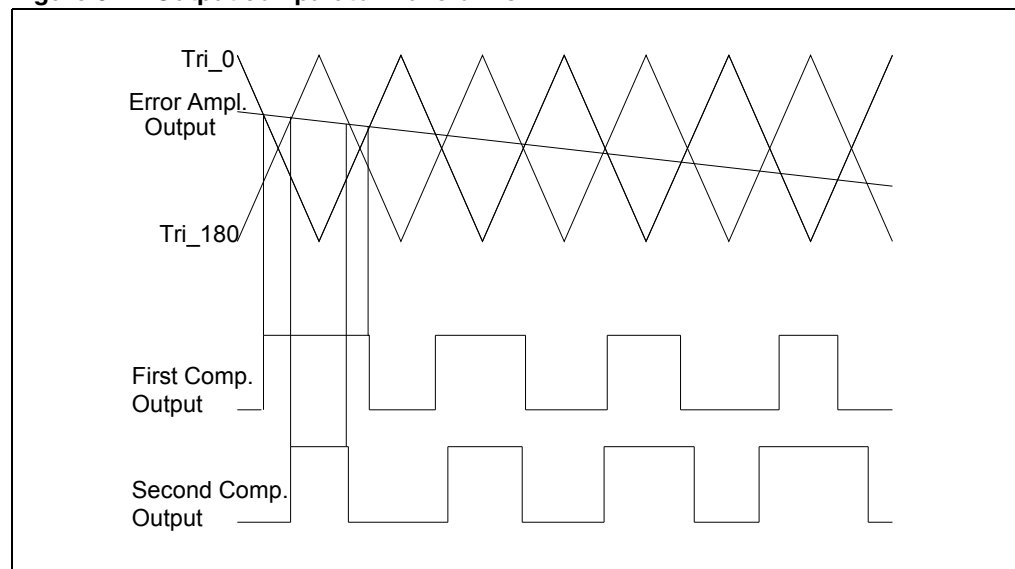 Tri_0
Error Ampl.
Output
Tri_180
First Comp.
Output
Second Comp.
Output